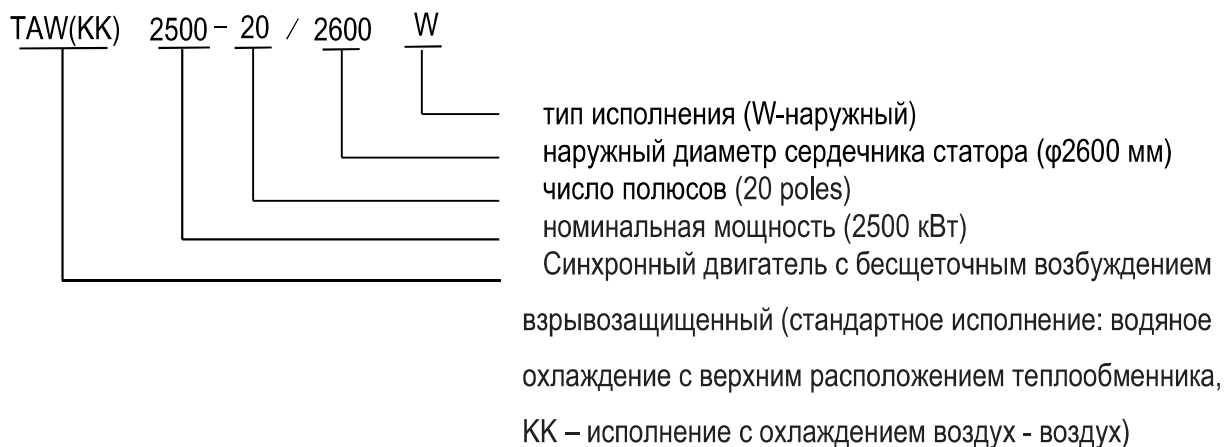 TAW(KK) 2500 - 20 / 2600 W
тип исполнения (W-наружный)
наружный диаметр сердечника статора (φ2600 мм)
число полюсов (20 poles)
номинальная мощность (2500 кВт)
Синхронный двигатель с бесщеточным возбуждением
взрывозащищенный (стандартное исполнение: водяное
охлаждение с верхним расположением теплообменника,
КК – исполнение с охлаждением воздух - воздух)